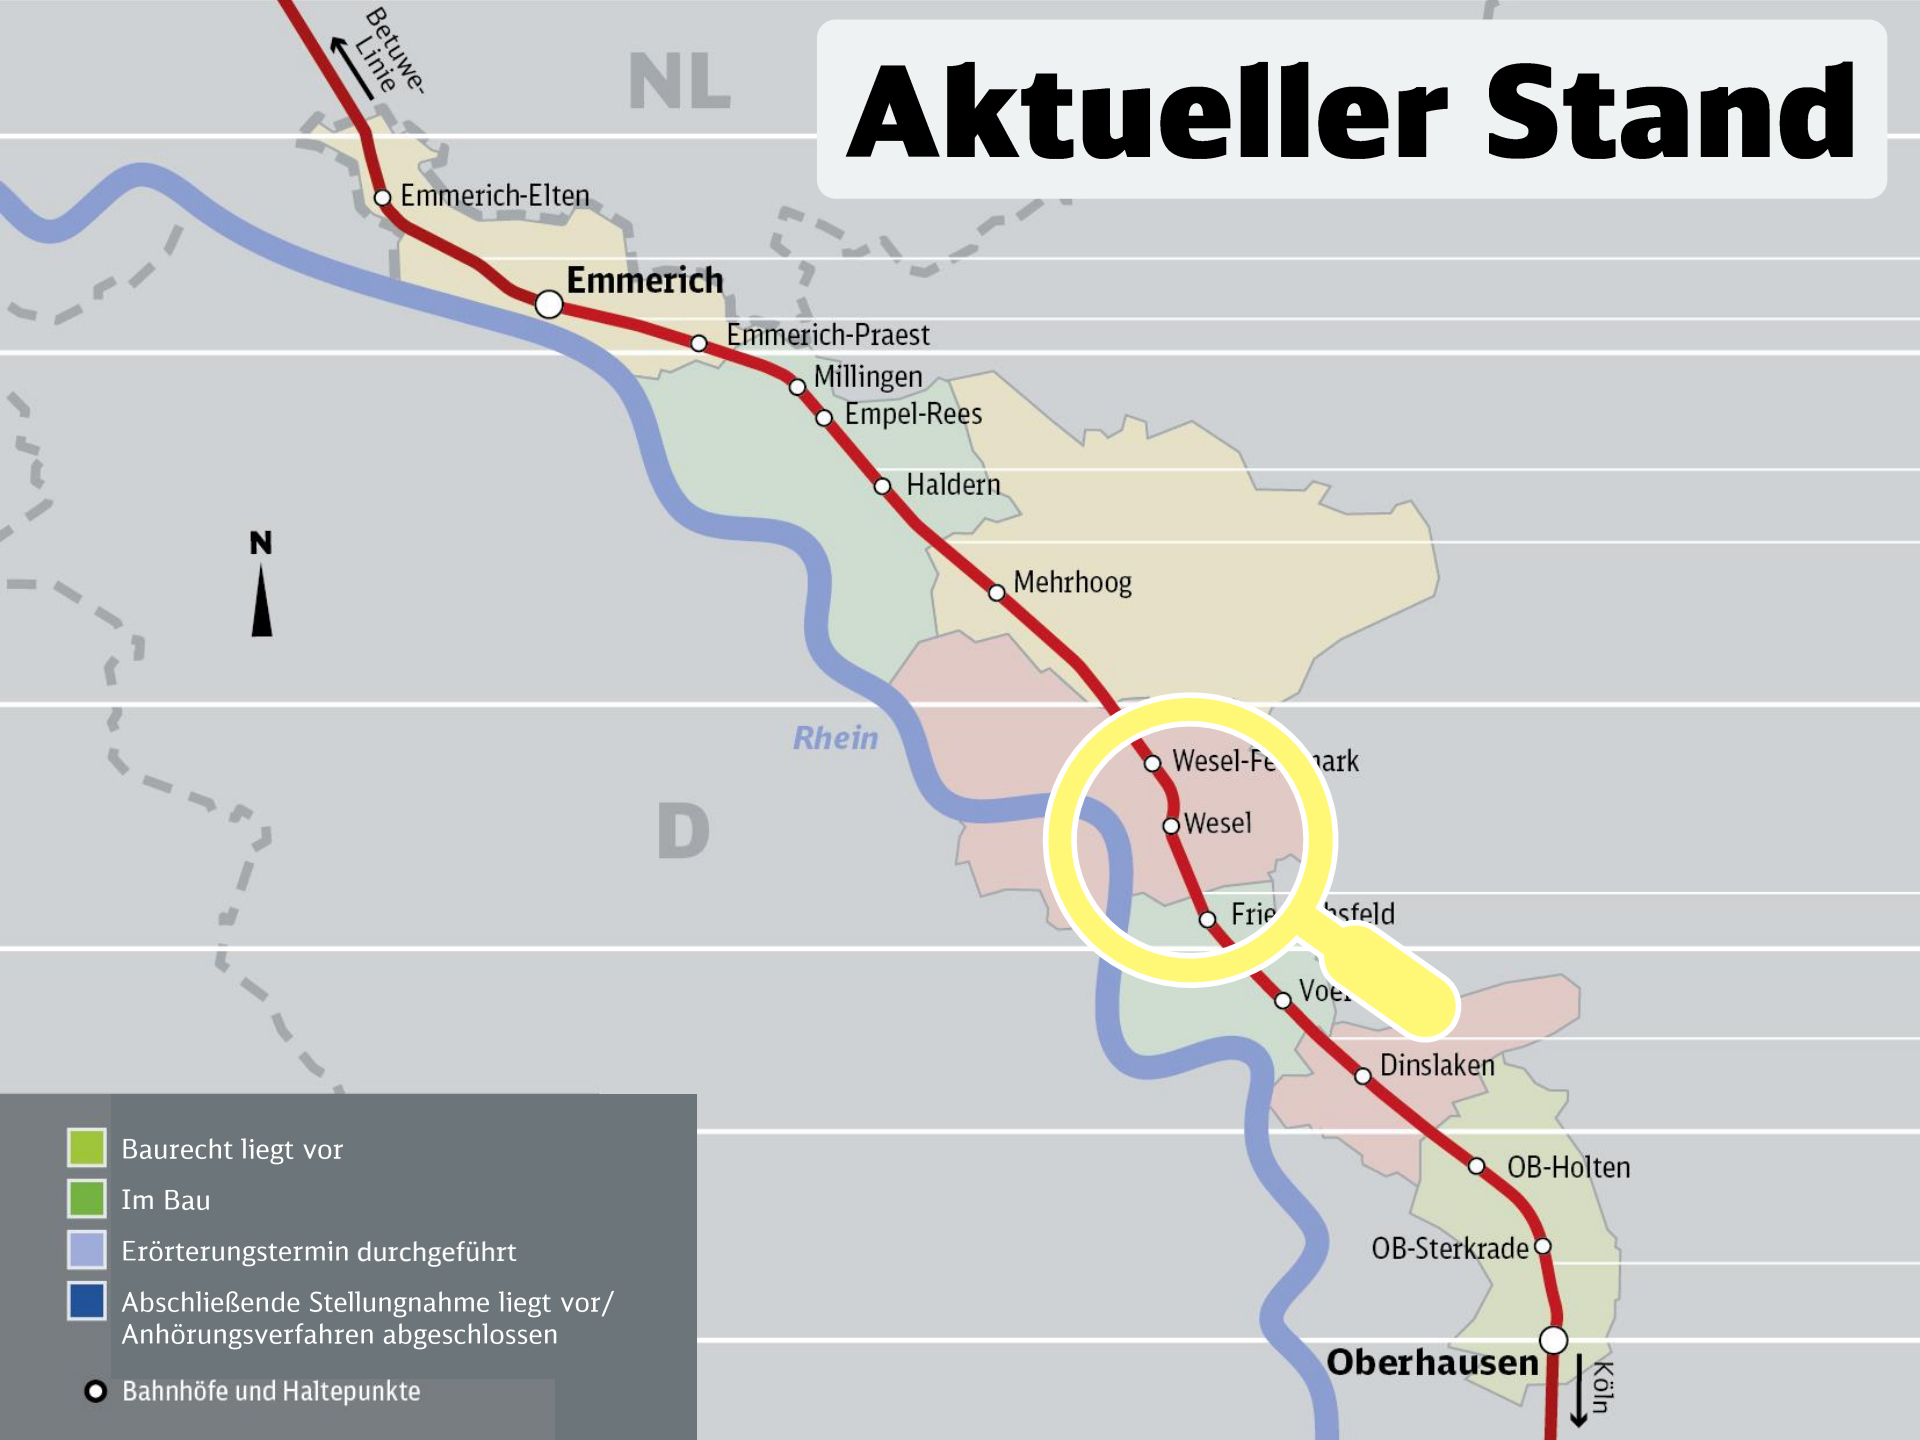 Aktueller Stand
Betuwe-
Linie
NL
Emmerich-Elten
Emmerich
Emmerich-Praest
Millingen
Empel-Rees
Haldern
N
Mehrhoog
Rhein
Wesel
D
Dinslaken
OB-Holten
OB-Sterkrade
Oberhausen
Köln
Baurecht liegt vor
Im Bau
Erörterungstermin durchgeführt
Abschließende Stellungnahme liegt vor/
Anhörungsverfahren abgeschlossen
Bahnhöfe und Haltepunkte